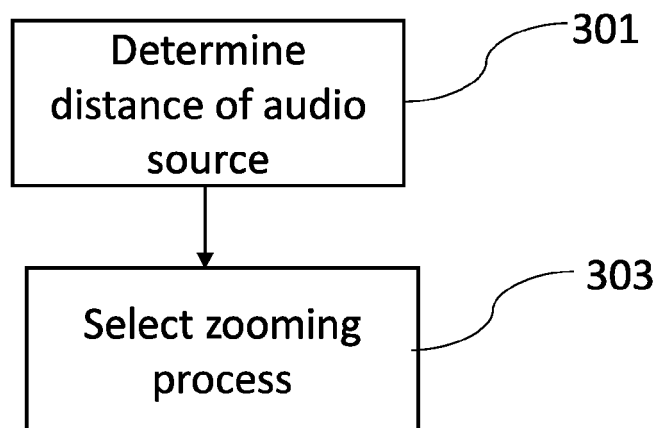 Determine
distance of audio
source
301
Select zooming
process
303